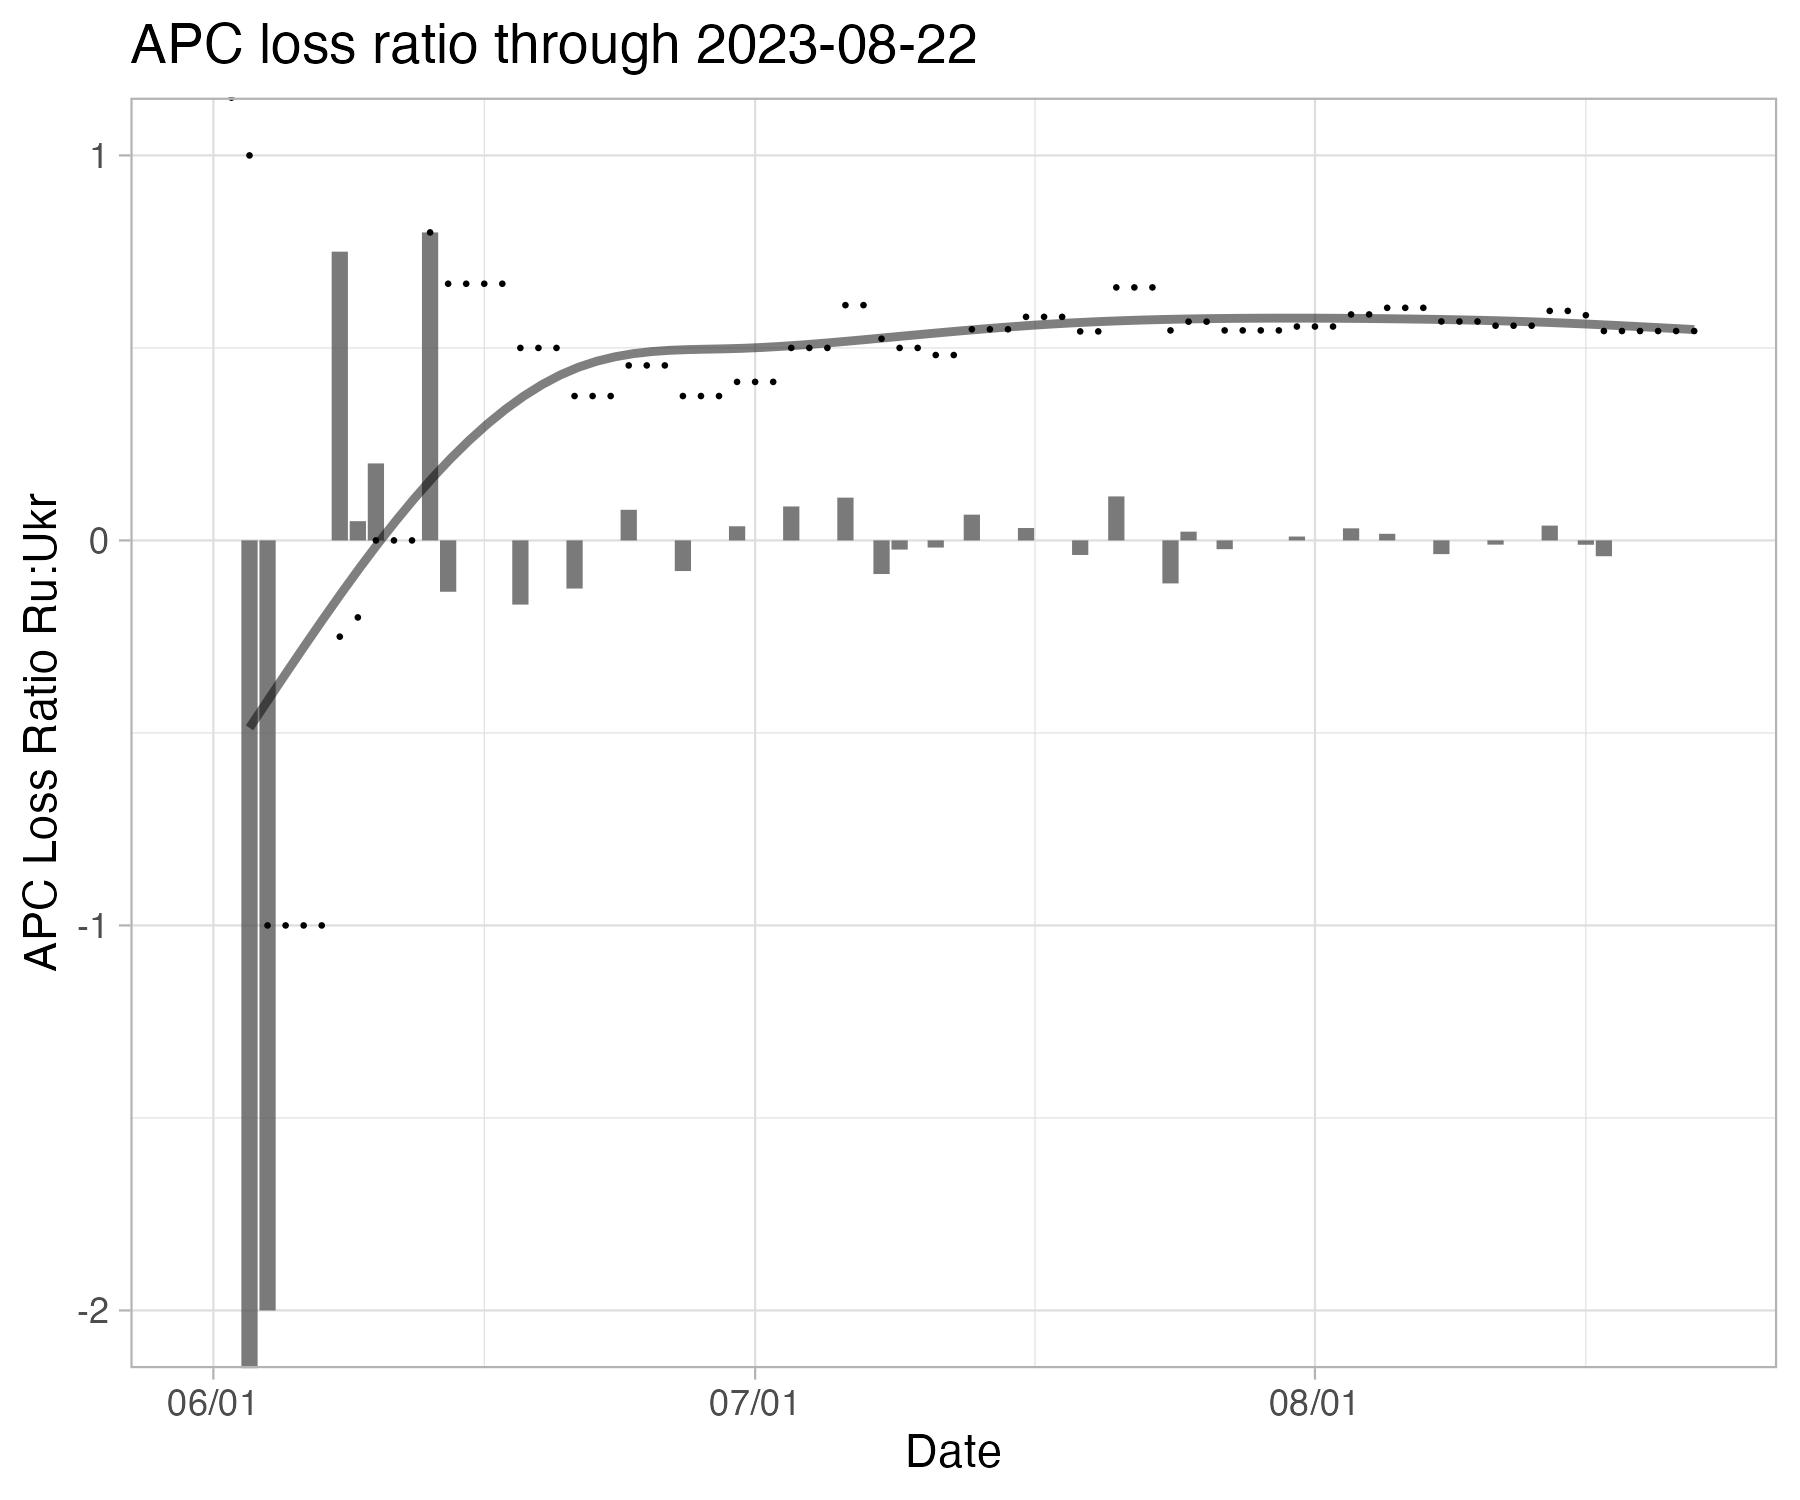 APC loss ratio through 2023-08-22
APC Loss Ratio Ru:Ukr
1
0
-1
-2
06/01
07/01
08/01
Date